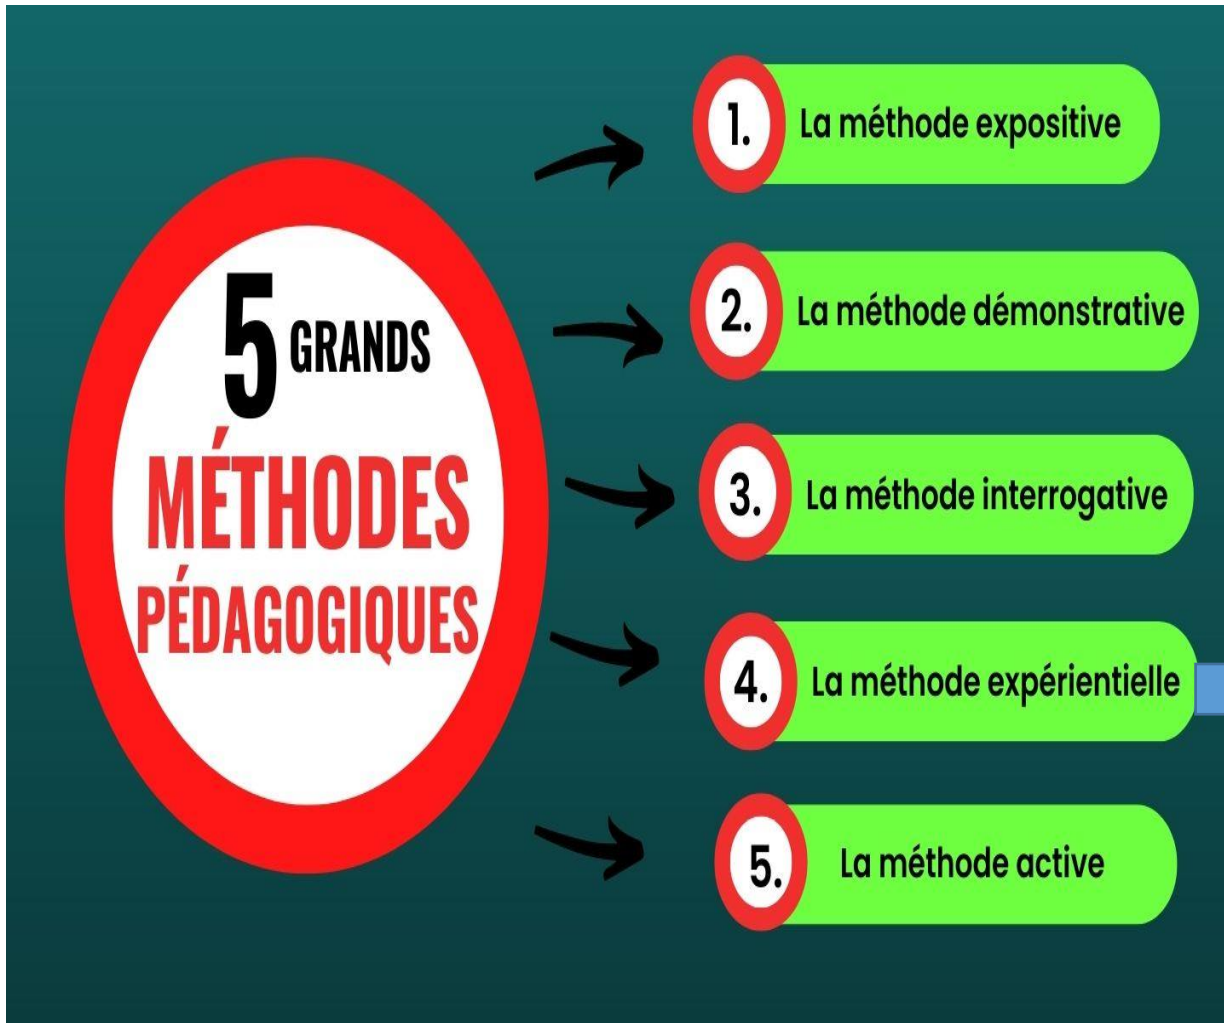 5 GRANDS
MÉTHODES
PÉDAGOGIQUES
1. La méthode expositive
2. La méthode démonstrative
3. La méthode interrogative
4. La méthode expérientielle
5. La méthode active